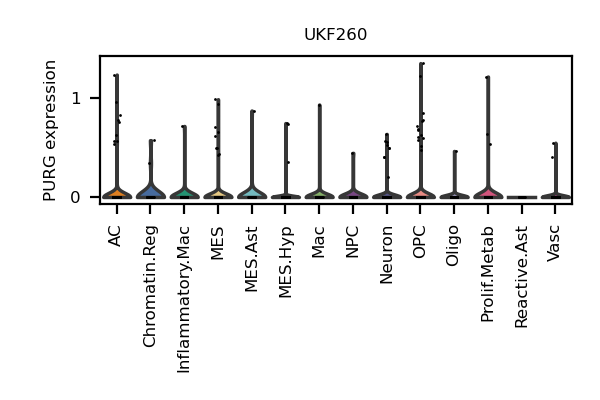 UKF260
PURG expression
1
0
AC
Chromatin.Reg
Inflammatory.Mac
MES
MES.Ast
MES.Hyp
Mac
NPC
Neuron
OPC
Oligo
Prolif.Metab
Reactive.Ast
Vasc